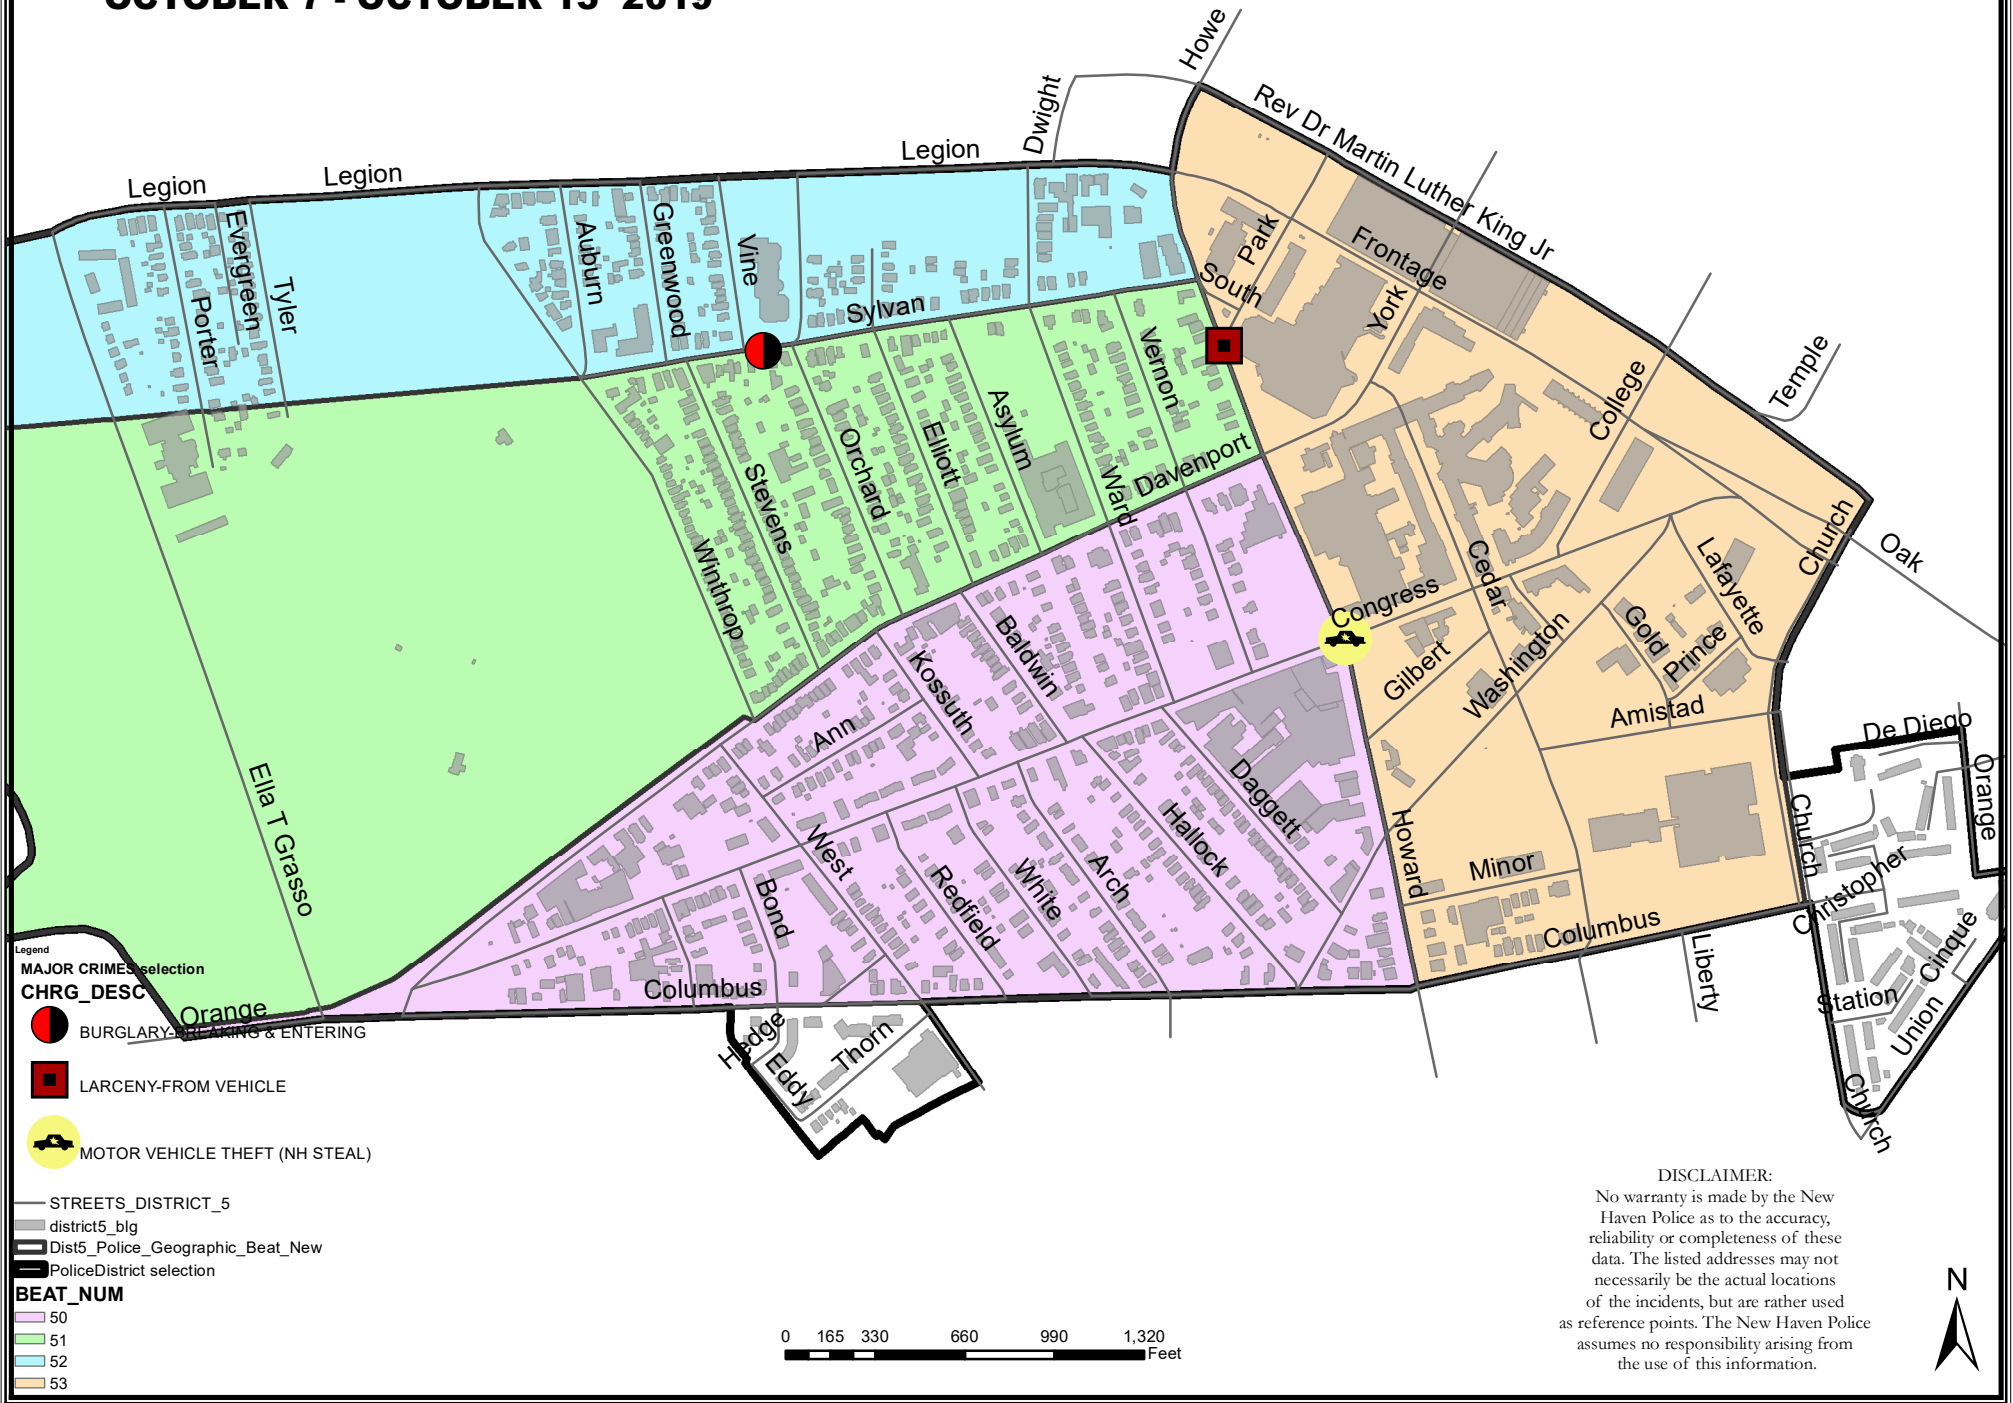 OCTOBER 7 - OCTOBER 13 2019
Howe
Rev Dr Martin Luther King Jr
Dwight
Legion
Legion
Legion
Evergreen
Porter
Tyler
Auburn
Greenwood
Vine
Sylvan
Park
South
Frontage
York
College
Temple
Church
Oak
Vernon
Asylum
Elliott
Orchard
Stevens
Winthrop
Ward
Davenport
Congress
Cedar
Lafayette
Gold
Prince
Washington
Gilbert
Amistad
Baldwin
Kossuth
Ann
Daggett
Hallock
Arch
White
Redfield
West
Bond
Howard
Minor
Columbus
Columbus
Ella T Grasso
Orange
De Diego
Orange
Church
Christopher
Cinque
Station
Union
Liberty
Church
Hedge
Eddy
Thorn
Legend
MAJOR CRIMES selection
CHRG_DESC
BURGLARY-BREAKING & ENTERING
LARCENY-FROM VEHICLE
MOTOR VEHICLE THEFT (NH STEAL)
STREETS_DISTRICT_5
district5_blg
Dist5_Police_Geographic_Beat_New
PoliceDistrict selection
BEAT_NUM
50
51
52
53
0 165 330 660 990 1,320
Feet
DISCLAIMER:
No warranty is made by the New
Haven Police as to the accuracy,
reliability or completeness of these
data. The listed addresses may not
necessarily be the actual locations
of the incidents, but are rather used
as reference points. The New Haven Police
assumes no responsibility arising from
the use of this information.
N